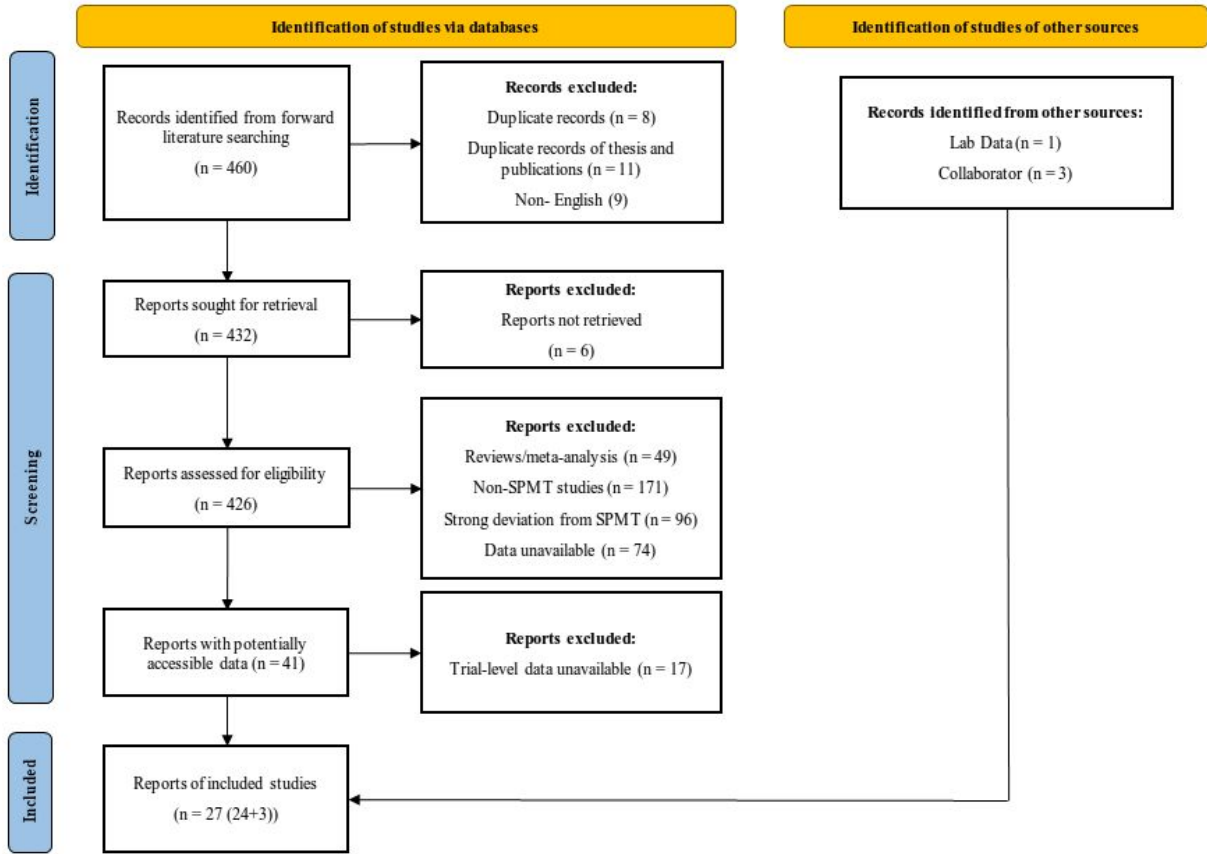 Identification of studies via databases
Identification of studies of other sources
Identification
Records identified from forward
literature searching
(n = 460)
Records excluded:
Duplicate records (n = 8)
Duplicate records of thesis and
publications (n = 11)
Non- English (9)
Records identified from other sources:
Lab Data (n = 1)
Collaborator (n = 3)
Screening
Reports sought for retrieval
(n = 432)
Reports excluded:
Reports not retrieved
(n = 6)
Reports assessed for eligibility
(n = 426)
Reports excluded:
Reviews/meta-analysis (n = 49)
Non-SPMT studies (n = 171)
Strong deviation from SPMT (n = 96)
Data unavailable (n = 74)
Reports with potentially
accessible data (n = 41)
Reports excluded:
Trial-level data unavailable (n = 17)
Included
Reports of included studies
(n = 27 (24+3))